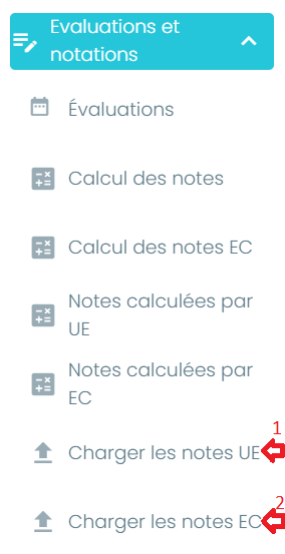 Evaluations et
notations
Évaluations
Calcul des notes
Calcul des notes EC
Notes calculées par
UE
Notes calculées par
EC
1
Charger les notes UE
2
Charger les notes EC